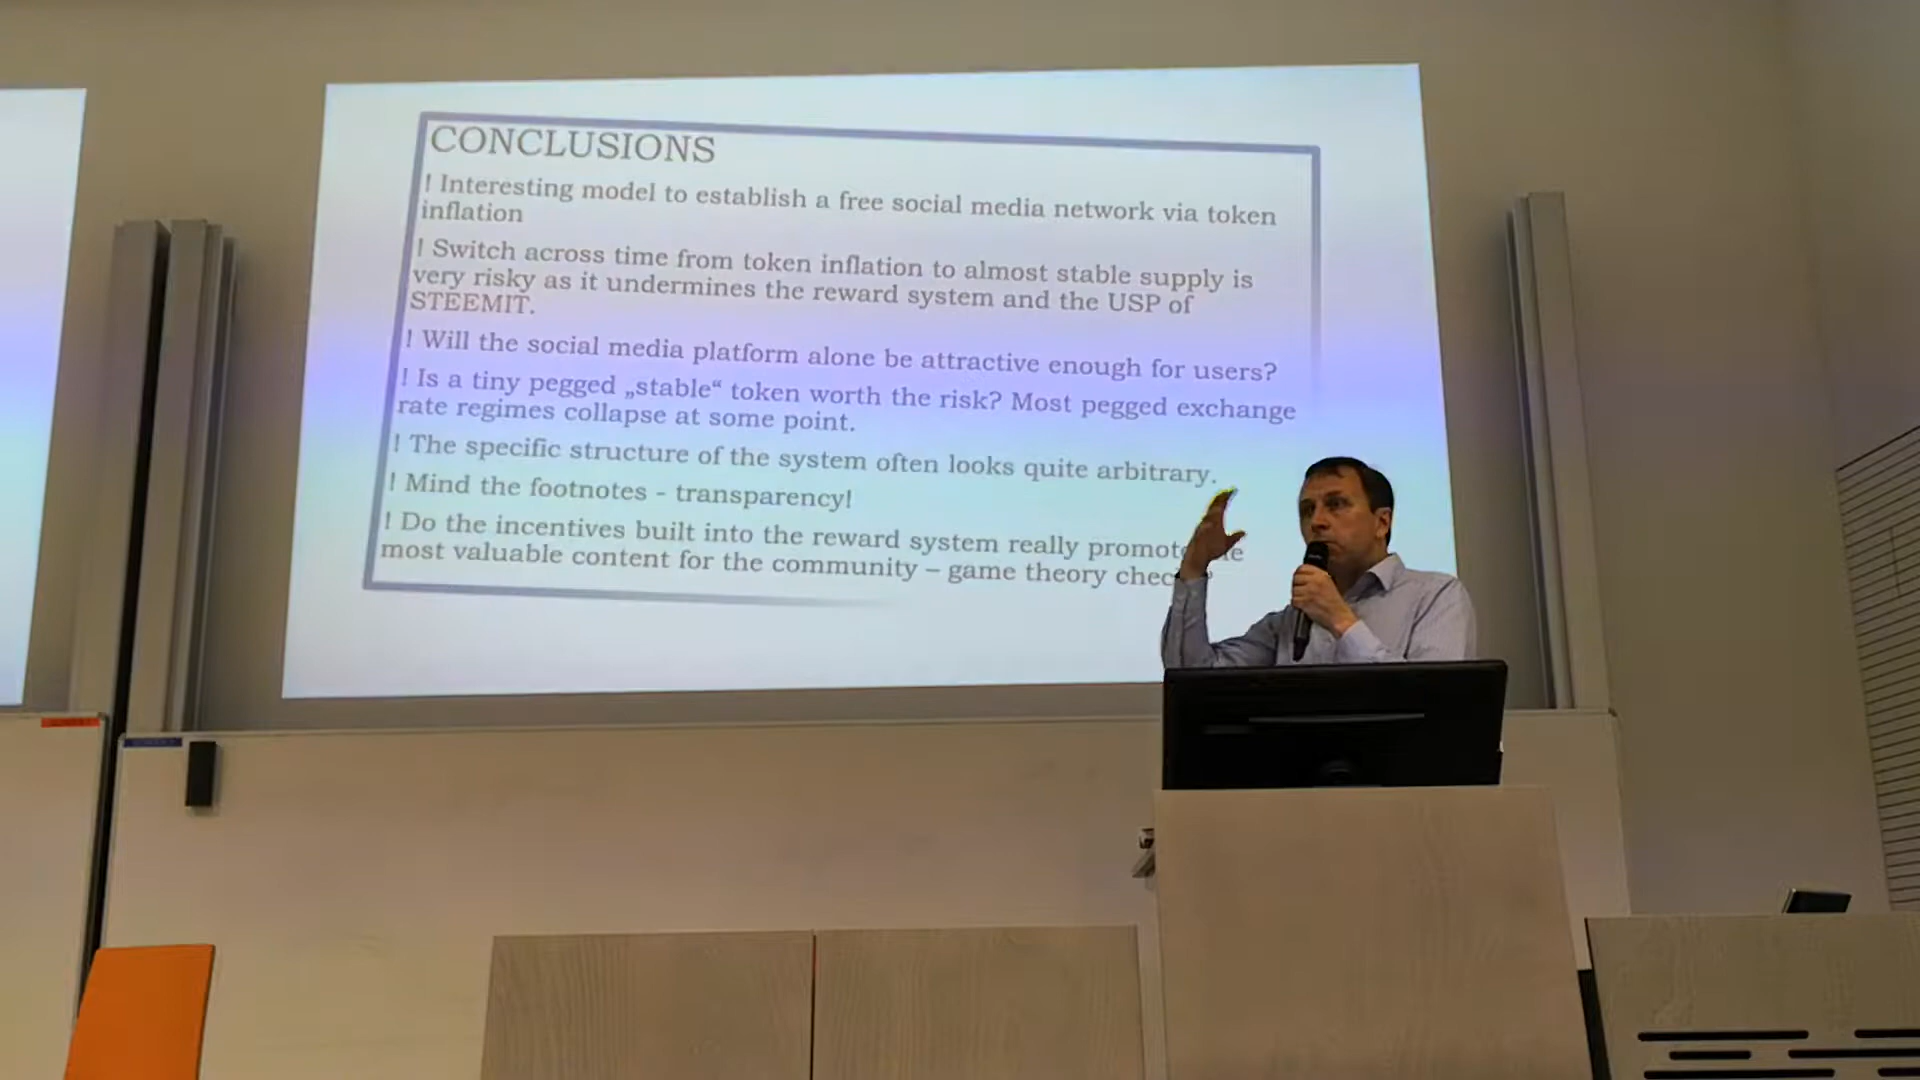 CONCLUSIONS
! Interesting model to establish a free social media network via token
inflation
! Switch across time from token inflation to almost stable supply is
very risky as it undermines the reward system and the USP of
STEEMIT.
! Will the social media platform alone be attractive enough for users?
! Is a tiny pegged „stable“ token worth the risk? Most pegged exchange
rate regimes collapse at some point.
! The specific structure of the system often looks quite arbitrary.
! Mind the footnotes - transparency!
! Do the incentives built into the reward system really promote
most valuable content for the community – game theory